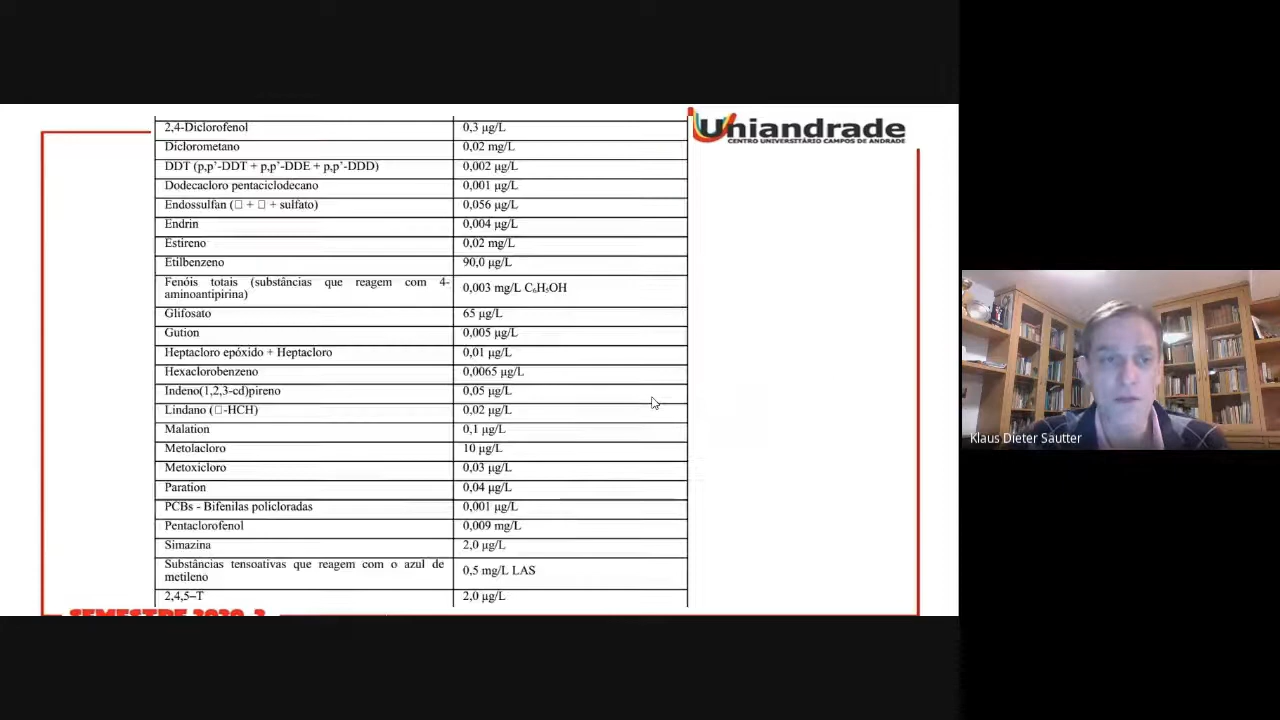 Uniandrade
CENTRO UNIVERSITÁRIO CAMPOS DE ANDRADE
2,4-Diclorofenol 0,3 µg/L
Diclorometano 0,02 mg/L
DDT (p,p’-DDT + p,p’-DDE + p,p’-DDD) 0,002 µg/L
Dodecacloro pentaciclodecano 0,001 µg/L
Endossulfan (□ + □ + sulfato) 0,056 µg/L
Endrin 0,004 µg/L
Estireno 0,02 mg/L
Etilbenzeno 90,0 µg/L
Fenóis totais (substâncias que reagem com 4-
aminoantipirina) 0,003 mg/L C₆H₅OH
Glifosato 65 µg/L
Gution 0,005 µg/L
Heptacloro epóxido + Heptacloro 0,01 µg/L
Hexaclorobenzeno 0,0065 µg/L
Indeno(1,2,3-cd)pireno 0,05 µg/L
Lindano (□-HCH) 0,02 µg/L
Malation 0,1 µg/L
Metolacloro 10 µg/L
Metoxicloro 0,03 µg/L
Paration 0,04 µg/L
PCBs - Bifenilas policloradas 0,001 µg/L
Pentaclorofenol 0,009 mg/L
Simazina 2,0 µg/L
Substâncias tensoativas que reagem com o azul de
metileno 0,5 mg/L LAS
2,4,5–T 2,0 µg/L
SEMESTRE 2020-2
Klaus Dieter Sautter